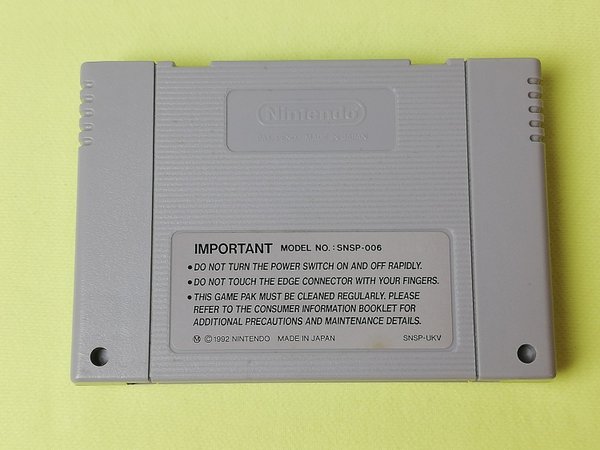 Nintendo
PAT. PEND. MADE IN JAPAN
IMPORTANT MODEL NO.: SNSP-006
• DO NOT TURN THE POWER SWITCH ON AND OFF RAPIDLY.
• DO NOT TOUCH THE EDGE CONNECTOR WITH YOUR FINGERS.
• THIS GAME PAK MUST BE CLEANED REGULARLY. PLEASE
REFER TO THE CONSUMER INFORMATION BOOKLET FOR
ADDITIONAL PRECAUTIONS AND MAINTENANCE DETAILS.
Ⓜ ©1992 NINTENDO MADE IN JAPAN SNSP-UKV